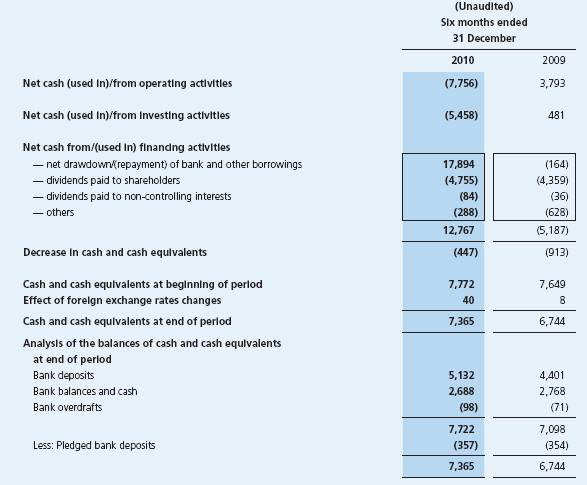 (Unaudited)
Six months ended
31 December
2010 2009
Net cash (used in)/from operating activities (7,756) 3,793
Net cash (used in)/from investing activities (5,458) 481
Net cash from/(used in) financing activities
— net drawdown/(repayment) of bank and other borrowings 17,894 (164)
— dividends paid to shareholders (4,755) (4,359)
— dividends paid to non-controlling interests (84) (36)
— others (288) (628)
12,767 (5,187)
Decrease in cash and cash equivalents (447) (913)
Cash and cash equivalents at beginning of period 7,772 7,649
Effect of foreign exchange rates changes 40 8
Cash and cash equivalents at end of period 7,365 6,744
Analysis of the balances of cash and cash equivalents
at end of period
Bank deposits 5,132 4,401
Bank balances and cash 2,688 2,768
Bank overdrafts (98) (71)
7,722 7,098
Less: Pledged bank deposits (357) (354)
7,365 6,744